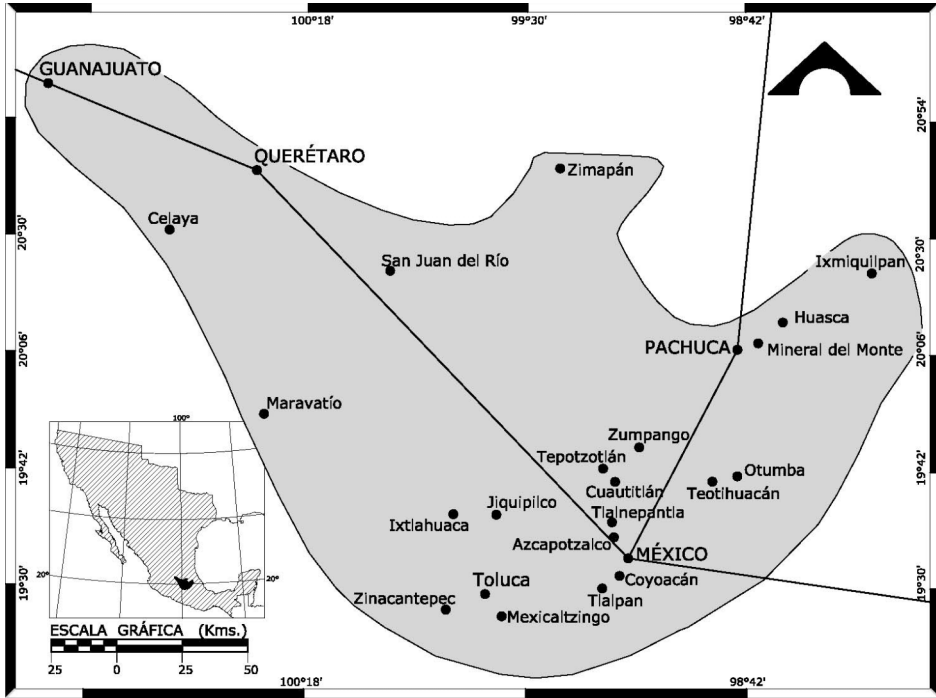 100°18'
99°30'
98°42'
GUANAJUATO
20°54'
QUERÉTARO
Zimapán
Celaya
20°30'
20°30'
San Juan del Río
Ixmiquilpan
Huasca
PACHUCA
Mineral del Monte
20°06'
20°06'
Maravatío
Zumpango
Tepotzotlán
Otumba
19°42'
19°42'
Cuautitlán
Teotihuacán
Jiquipilco
Tlalnepantla
Ixtlahuaca
Azcapotzalco
MÉXICO
Coyoacán
Toluca
Tlalpan
19°30'
19°30'
Zinacantepec
Mexicaltzingo
100°
20°
20°
ESCALA GRÁFICA (Kms.)
25 0 25 50
100°18'
98°42'